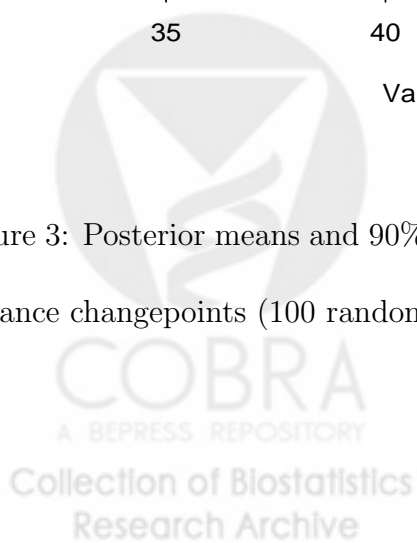 35 40
Va
ure 3: Posterior means and 90%
ance changepoints (100 random
COBRA
A BEPRESS REPOSITORY
Collection of Biostatistics
Research Archive